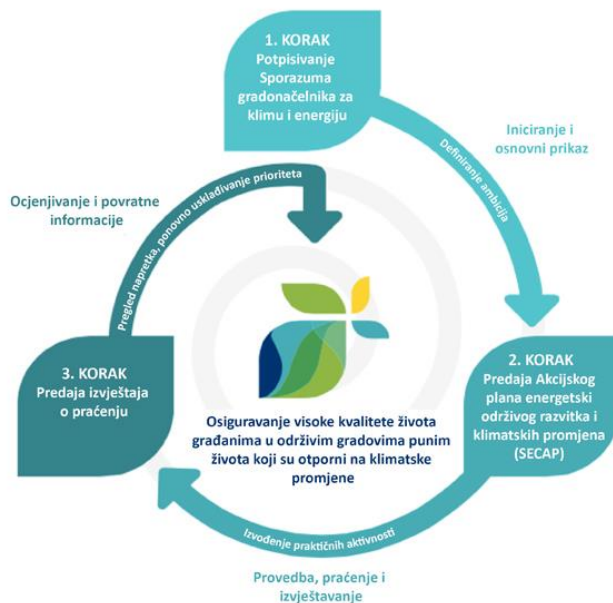 1. KORAK
Potpisivanje
Sporazuma
gradonačelnika za
klimu i energiju
Definiranje ambicija
Iniciranje i
osnovni prikaz
2. KORAK
Predaja Akcijskog
plana energetski
održivog razvitka i
klimatskih promjena
(SECAP)
Izvođenje praktičnih aktivnosti
Provedba, praćenje i
izvještavanje
3. KORAK
Predaja izvještaja
o praćenju
Pregled napretka, ponovno usklađivanje prioriteta
Ocjenjivanje i povratne
informacije
Osiguravanje visoke kvalitete života
građanima u održivim gradovima punim
života koji su otporni na klimatske
promjene